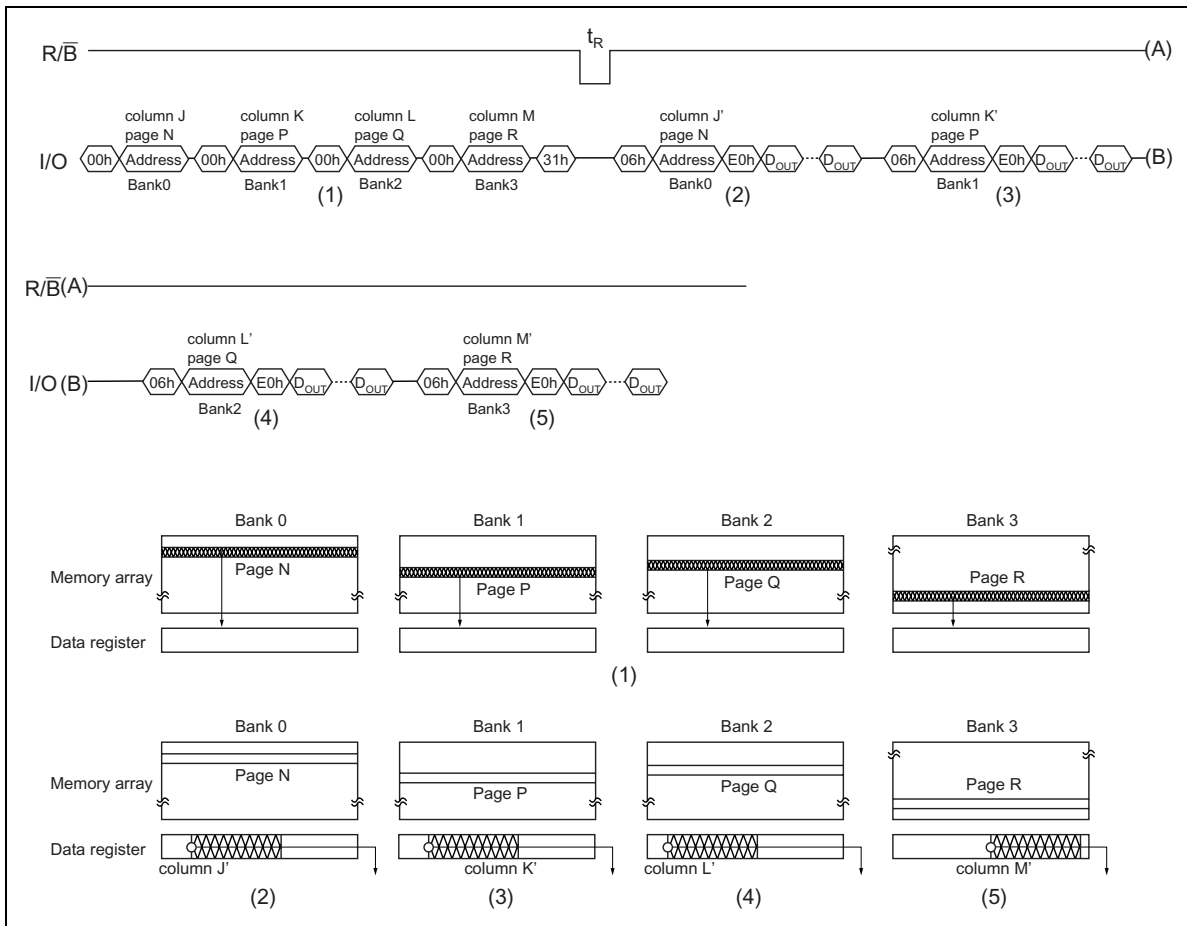 t_R
R/B̅ (A)
column J column K column L column M column J' column K'
page N page P page Q page R page N page P
I/O 00h Address 00h Address 00h Address 00h Address 31h 06h Address E0h D_OUT D_OUT 06h Address E0h D_OUT D_OUT (B)
Bank0 Bank1 Bank2 Bank3 Bank0 Bank1
(1) (2) (3)
R/B̅ (A)
column L' column M'
page Q page R
I/O (B) 06h Address E0h D_OUT D_OUT 06h Address E0h D_OUT D_OUT
Bank2 Bank3
(4) (5)
Bank 0 Bank 1 Bank 2 Bank 3
Memory array Page N Page P Page Q Page R
Data register
(1)
Bank 0 Bank 1 Bank 2 Bank 3
Memory array Page N Page P Page Q Page R
Data register
column J' column K' column L' column M'
(2) (3) (4) (5)